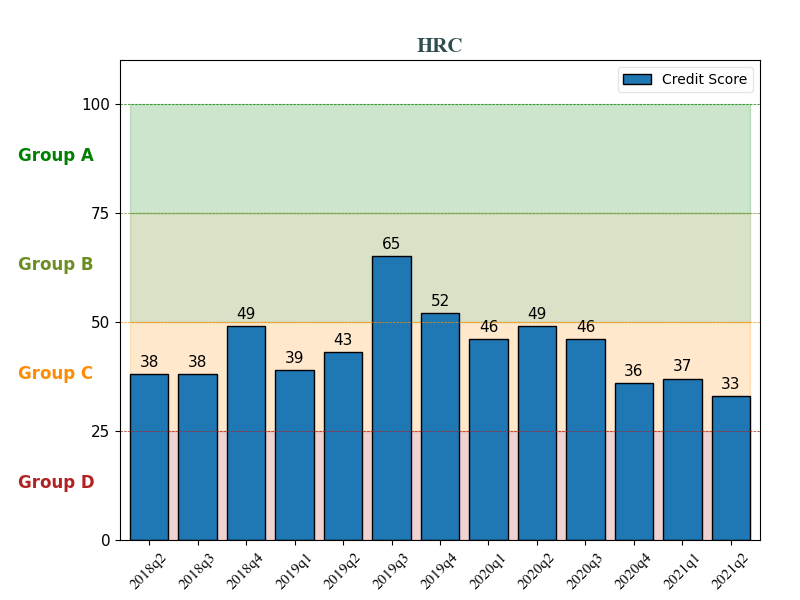 HRC
Credit Score
100
Group A
75
65
Group B
52
50
49
49
46
46
43
39
38
38
37
36
33
Group C
25
Group D
0
2018q2
2018q3
2018q4
2019q1
2019q2
2019q3
2019q4
2020q1
2020q2
2020q3
2020q4
2021q1
2021q2